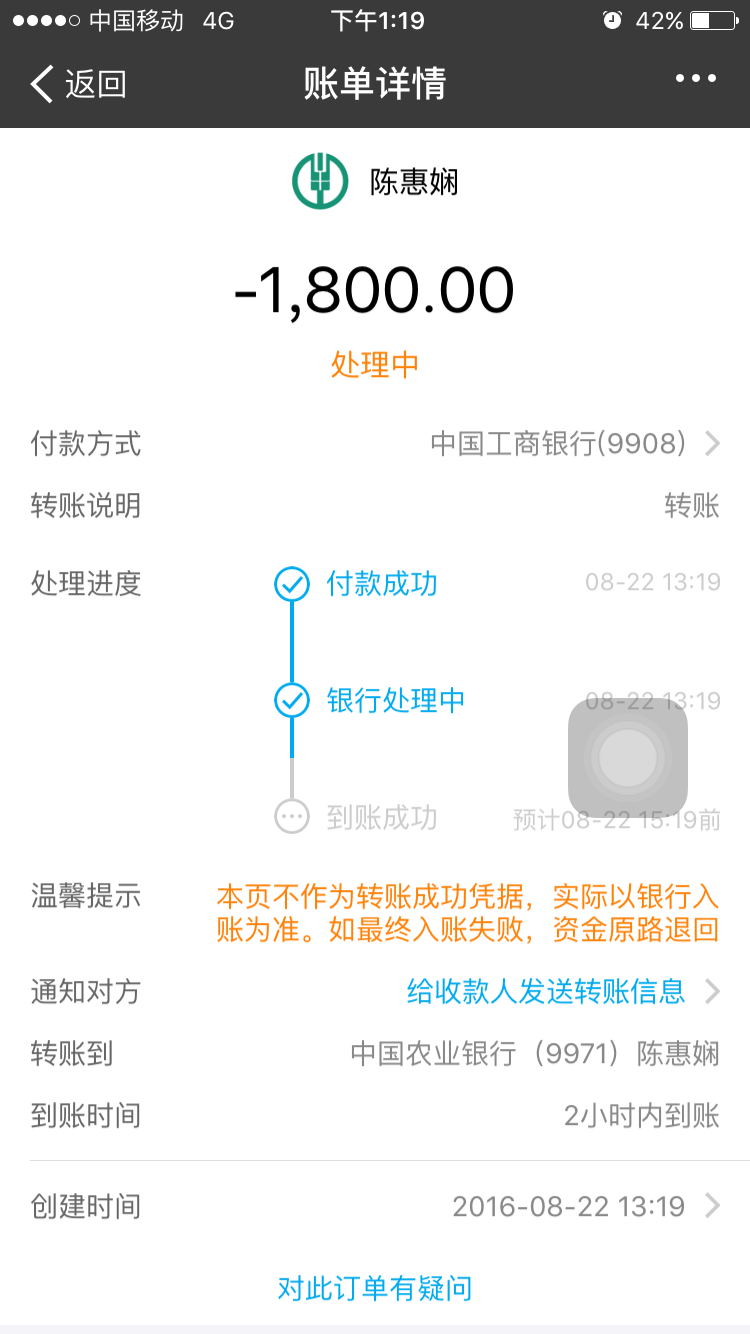 中国移动 4G 下午1:19 42%
返回 账单详情
陈惠娴
-1,800.00
处理中
付款方式 中国工商银行(9908)
转账说明 转账
处理进度 付款成功 08-22 13:19
银行处理中 08-22 13:19
到账成功 预计08-22 15:19前
温馨提示 本页不作为转账成功凭据，实际以银行入
账为准。如最终入账失败，资金原路退回
通知对方 给收款人发送转账信息
转账到 中国农业银行（9971）陈惠娴
到账时间 2小时内到账
创建时间 2016-08-22 13:19
对此订单有疑问